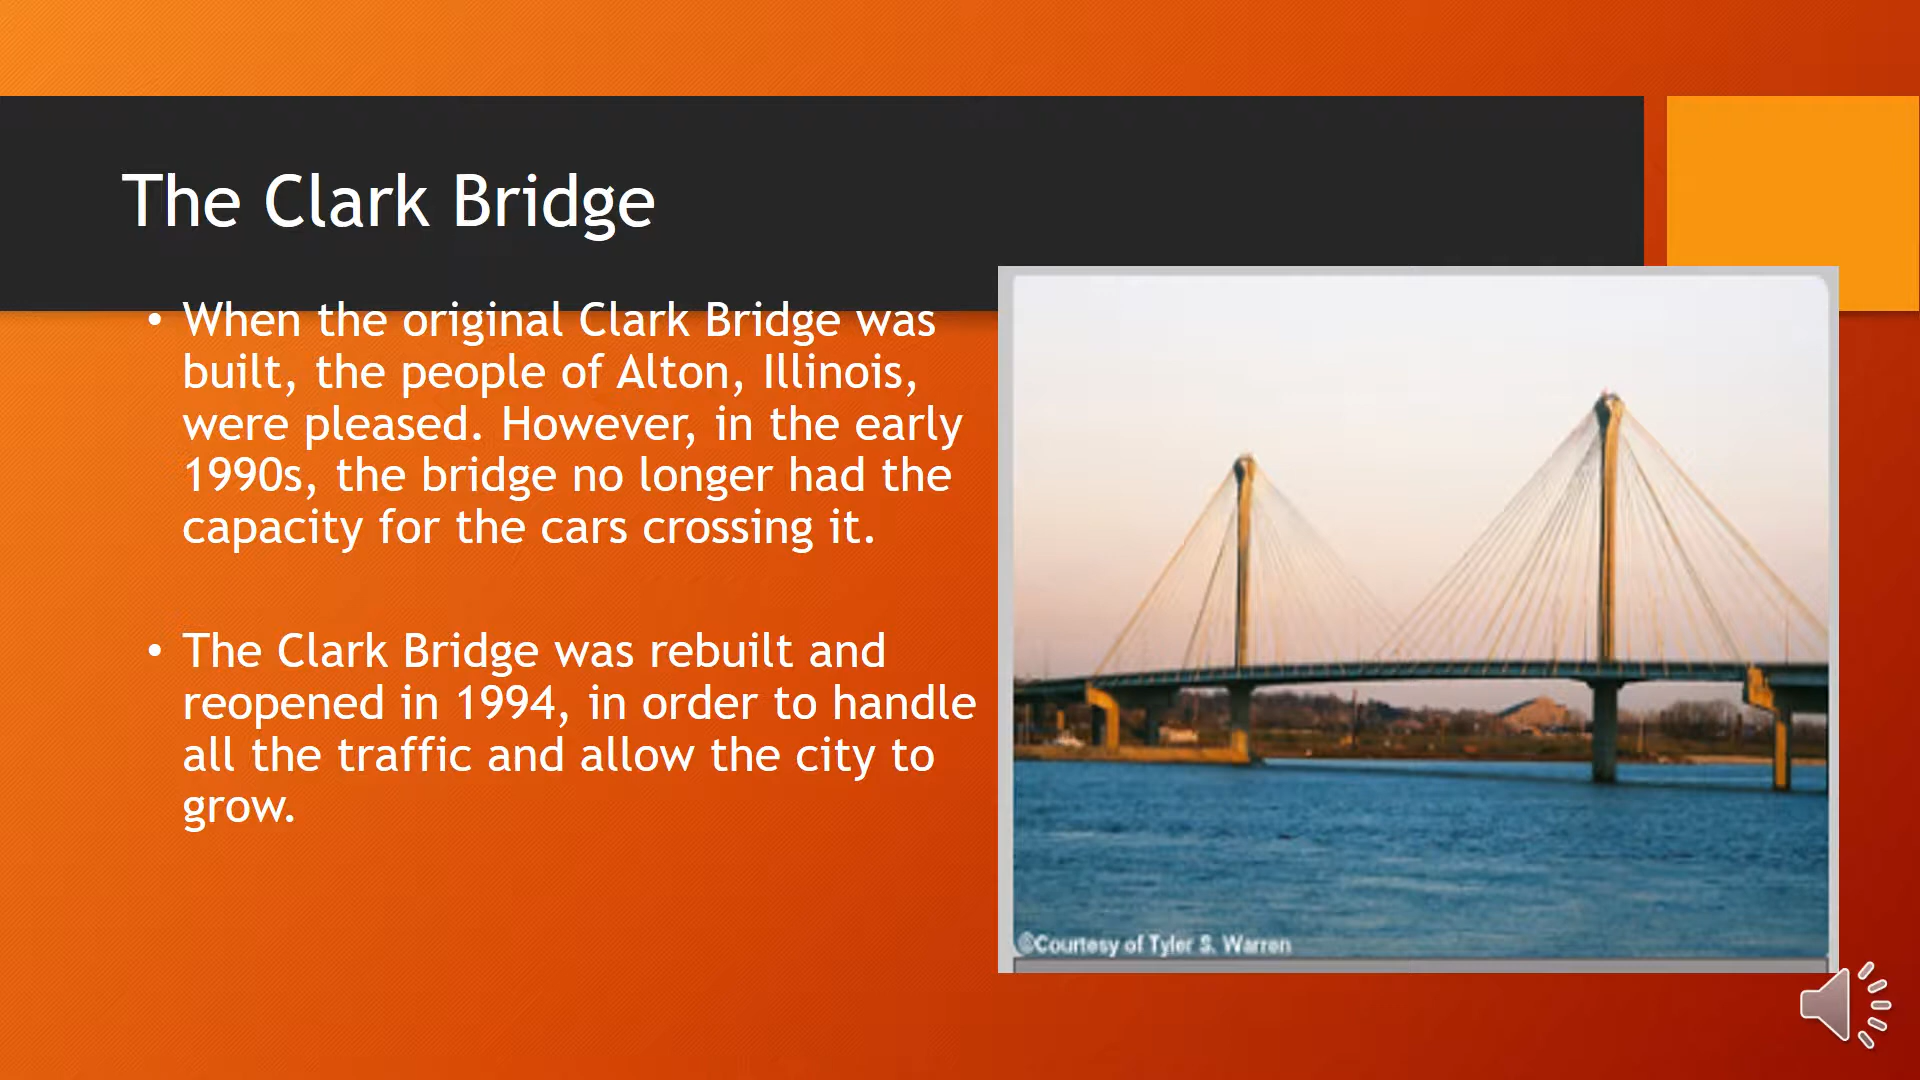 The Clark Bridge
• When the original Clark Bridge was
built, the people of Alton, Illinois,
were pleased. However, in the early
1990s, the bridge no longer had the
capacity for the cars crossing it.
• The Clark Bridge was rebuilt and
reopened in 1994, in order to handle
all the traffic and allow the city to
grow.
©Courtesy of Tyler S. Warren